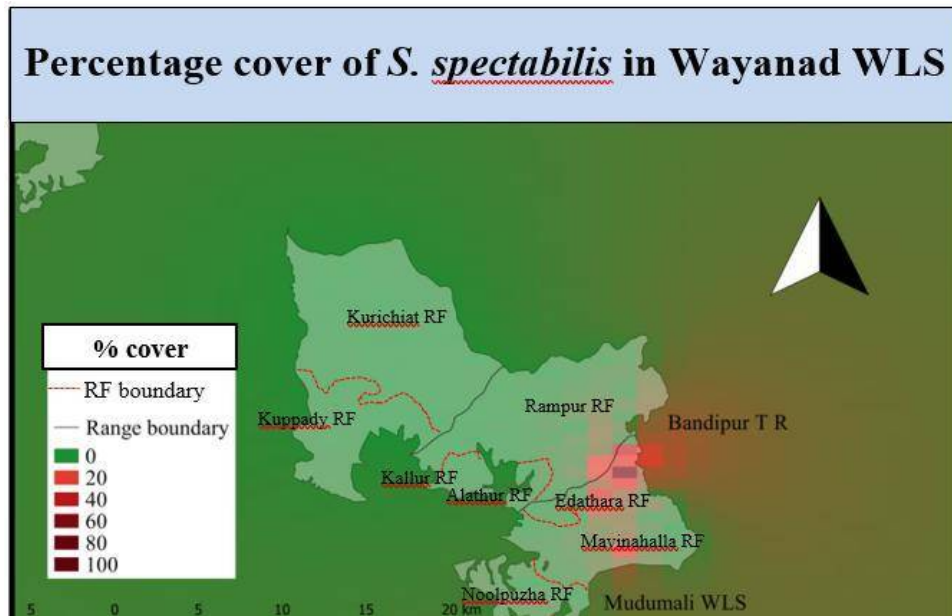 Percentage cover of S. spectabilis in Wayanad WLS
Kurichiat RF
% cover
RF boundary
Range boundary
0
20
40
60
80
100
Kuppady RF
Rampur RF
Bandipur T R
Kallur RF
Alathur RF
Edathara RF
Mavinahalla RF
Noolpuzha RF
Mudumali WLS
5 0 5 10 15 20 km